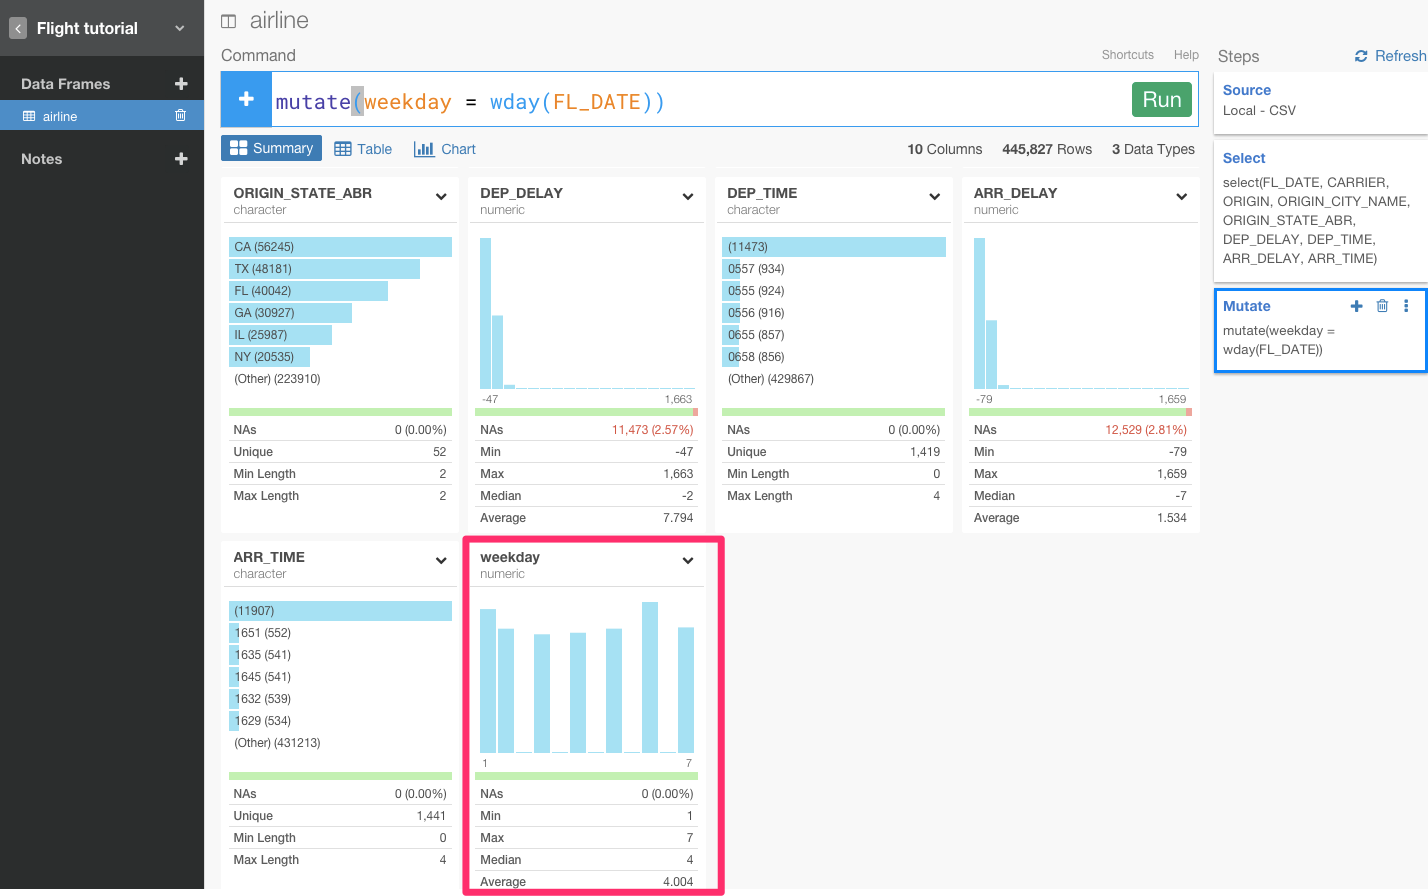 Flight tutorial
Data Frames
airline
Notes
airline
Command
Shortcuts Help
mutate(weekday = wday(FL_DATE))
Run
Summary Table Chart
10 Columns 445,827 Rows 3 Data Types
ORIGIN_STATE_ABR
character
CA (56245)
TX (48181)
FL (40042)
GA (30927)
IL (25987)
NY (20535)
(Other) (223910)
NAs 0 (0.00%)
Unique 52
Min Length 2
Max Length 2
DEP_DELAY
numeric
-47 1,663
NAs 11,473 (2.57%)
Min -47
Max 1,663
Median -2
Average 7.794
DEP_TIME
character
(11473)
0557 (934)
0555 (924)
0556 (916)
0655 (857)
0658 (856)
(Other) (429867)
NAs 0 (0.00%)
Unique 1,419
Min Length 0
Max Length 4
ARR_DELAY
numeric
-79 1,659
NAs 12,529 (2.81%)
Min -79
Max 1,659
Median -7
Average 1.534
ARR_TIME
character
(11907)
1651 (552)
1635 (541)
1645 (541)
1632 (539)
1629 (534)
(Other) (431213)
NAs 0 (0.00%)
Unique 1,441
Min Length 0
Max Length 4
weekday
numeric
1 7
NAs 0 (0.00%)
Min 1
Max 7
Median 4
Average 4.004
Steps Refresh
Source
Local - CSV
Select
select(FL_DATE, CARRIER,
ORIGIN, ORIGIN_CITY_NAME,
ORIGIN_STATE_ABR,
DEP_DELAY, DEP_TIME,
ARR_DELAY, ARR_TIME)
Mutate
mutate(weekday =
wday(FL_DATE))